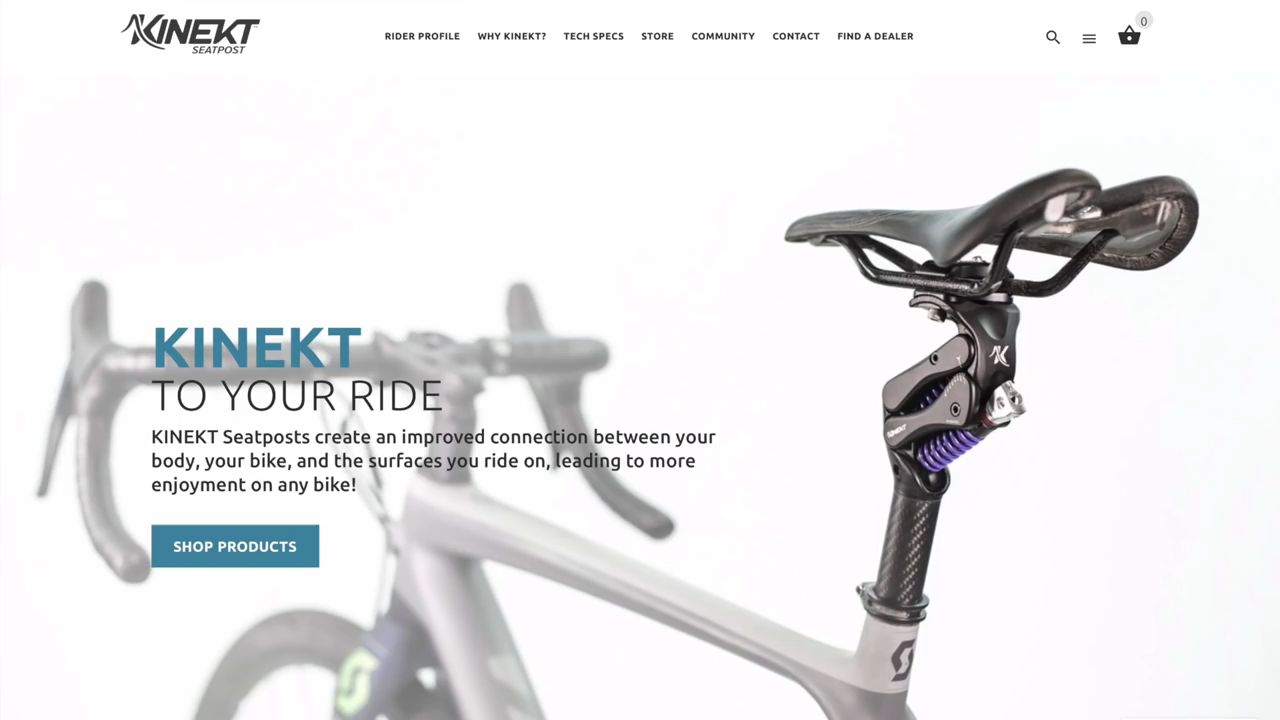 KINEKT
SEATPOST
RIDER PROFILE
WHY KINEKT?
TECH SPECS
STORE
COMMUNITY
CONTACT
FIND A DEALER
0
KINEKT
TO YOUR RIDE
KINEKT Seatposts create an improved connection between your
body, your bike, and the surfaces you ride on, leading to more
enjoyment on any bike!
SHOP PRODUCTS
KINEKT